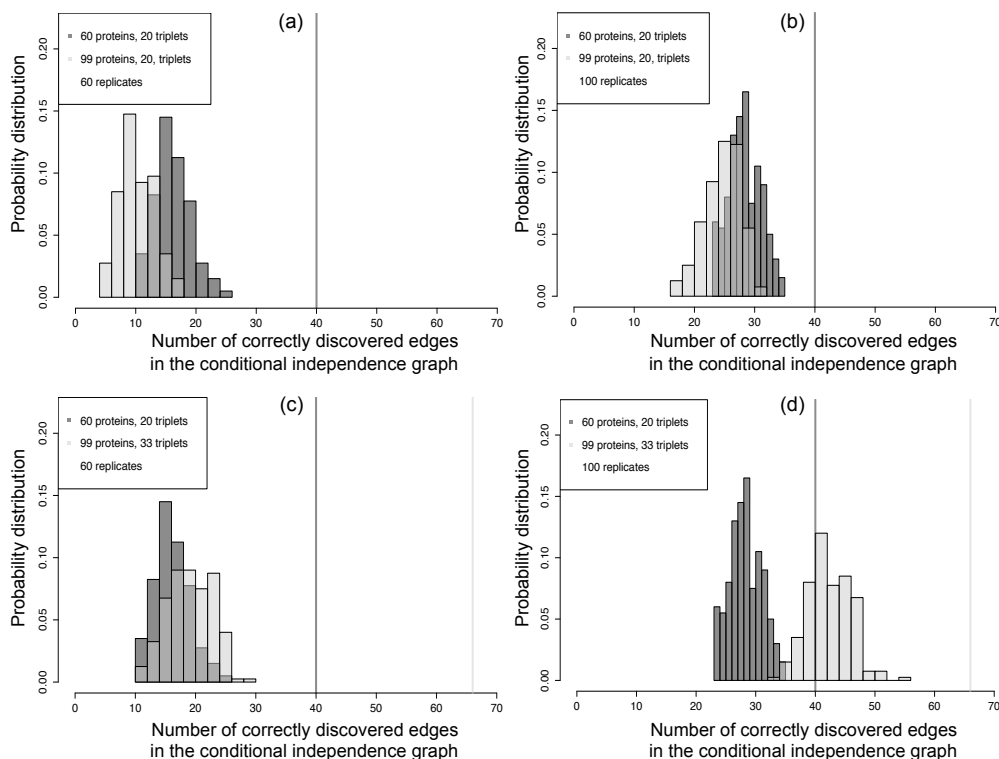 (a)
60 proteins, 20 triplets
99 proteins, 20, triplets
60 replicates
Probability distribution
0.20
0.15
0.10
0.05
0.00
0 10 20 30 40 50 60 70
Number of correctly discovered edges
in the conditional independence graph
(b)
60 proteins, 20 triplets
99 proteins, 20, triplets
100 replicates
Probability distribution
0.20
0.15
0.10
0.05
0.00
0 10 20 30 40 50 60 70
Number of correctly discovered edges
in the conditional independence graph
(c)
60 proteins, 20 triplets
99 proteins, 33 triplets
60 replicates
Probability distribution
0.20
0.15
0.10
0.05
0.00
0 10 20 30 40 50 60 70
Number of correctly discovered edges
in the conditional independence graph
(d)
60 proteins, 20 triplets
99 proteins, 33 triplets
100 replicates
Probability distribution
0.20
0.15
0.10
0.05
0.00
0 10 20 30 40 50 60 70
Number of correctly discovered edges
in the conditional independence graph